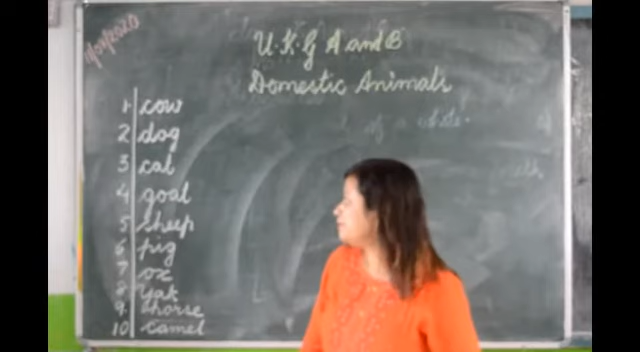 U.K.G A and B
Domestic Animals
1 cow
2 dog
3 cat
4 goat
5 sheep
6 pig
7 ox
8 yak
9 horse
10 camel